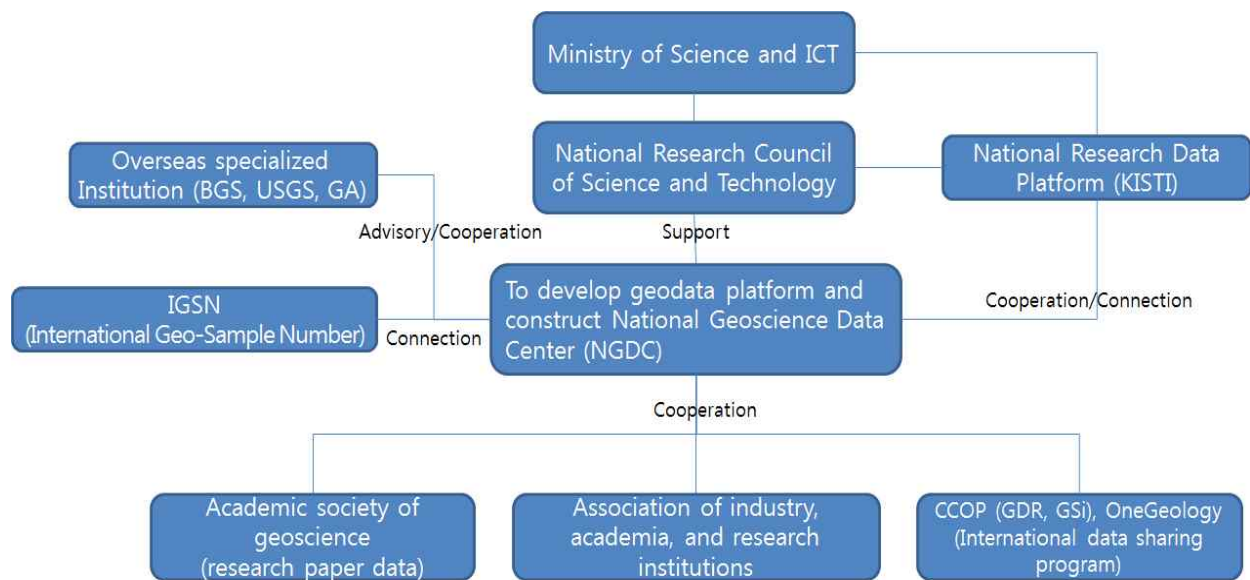 Ministry of Science and ICT
Overseas specialized
Institution (BGS, USGS, GA)
National Research Council
of Science and Technology
National Research Data
Platform (KISTI)
Advisory/Cooperation
Support
IGSN
(International Geo-Sample Number)
Connection
To develop geodata platform and
construct National Geoscience Data
Center (NGDC)
Cooperation/Connection
Cooperation
Academic society of
geoscience
(research paper data)
Association of industry,
academia, and research
institutions
CCOP (GDR, GSi), OneGeology
(International data sharing
program)